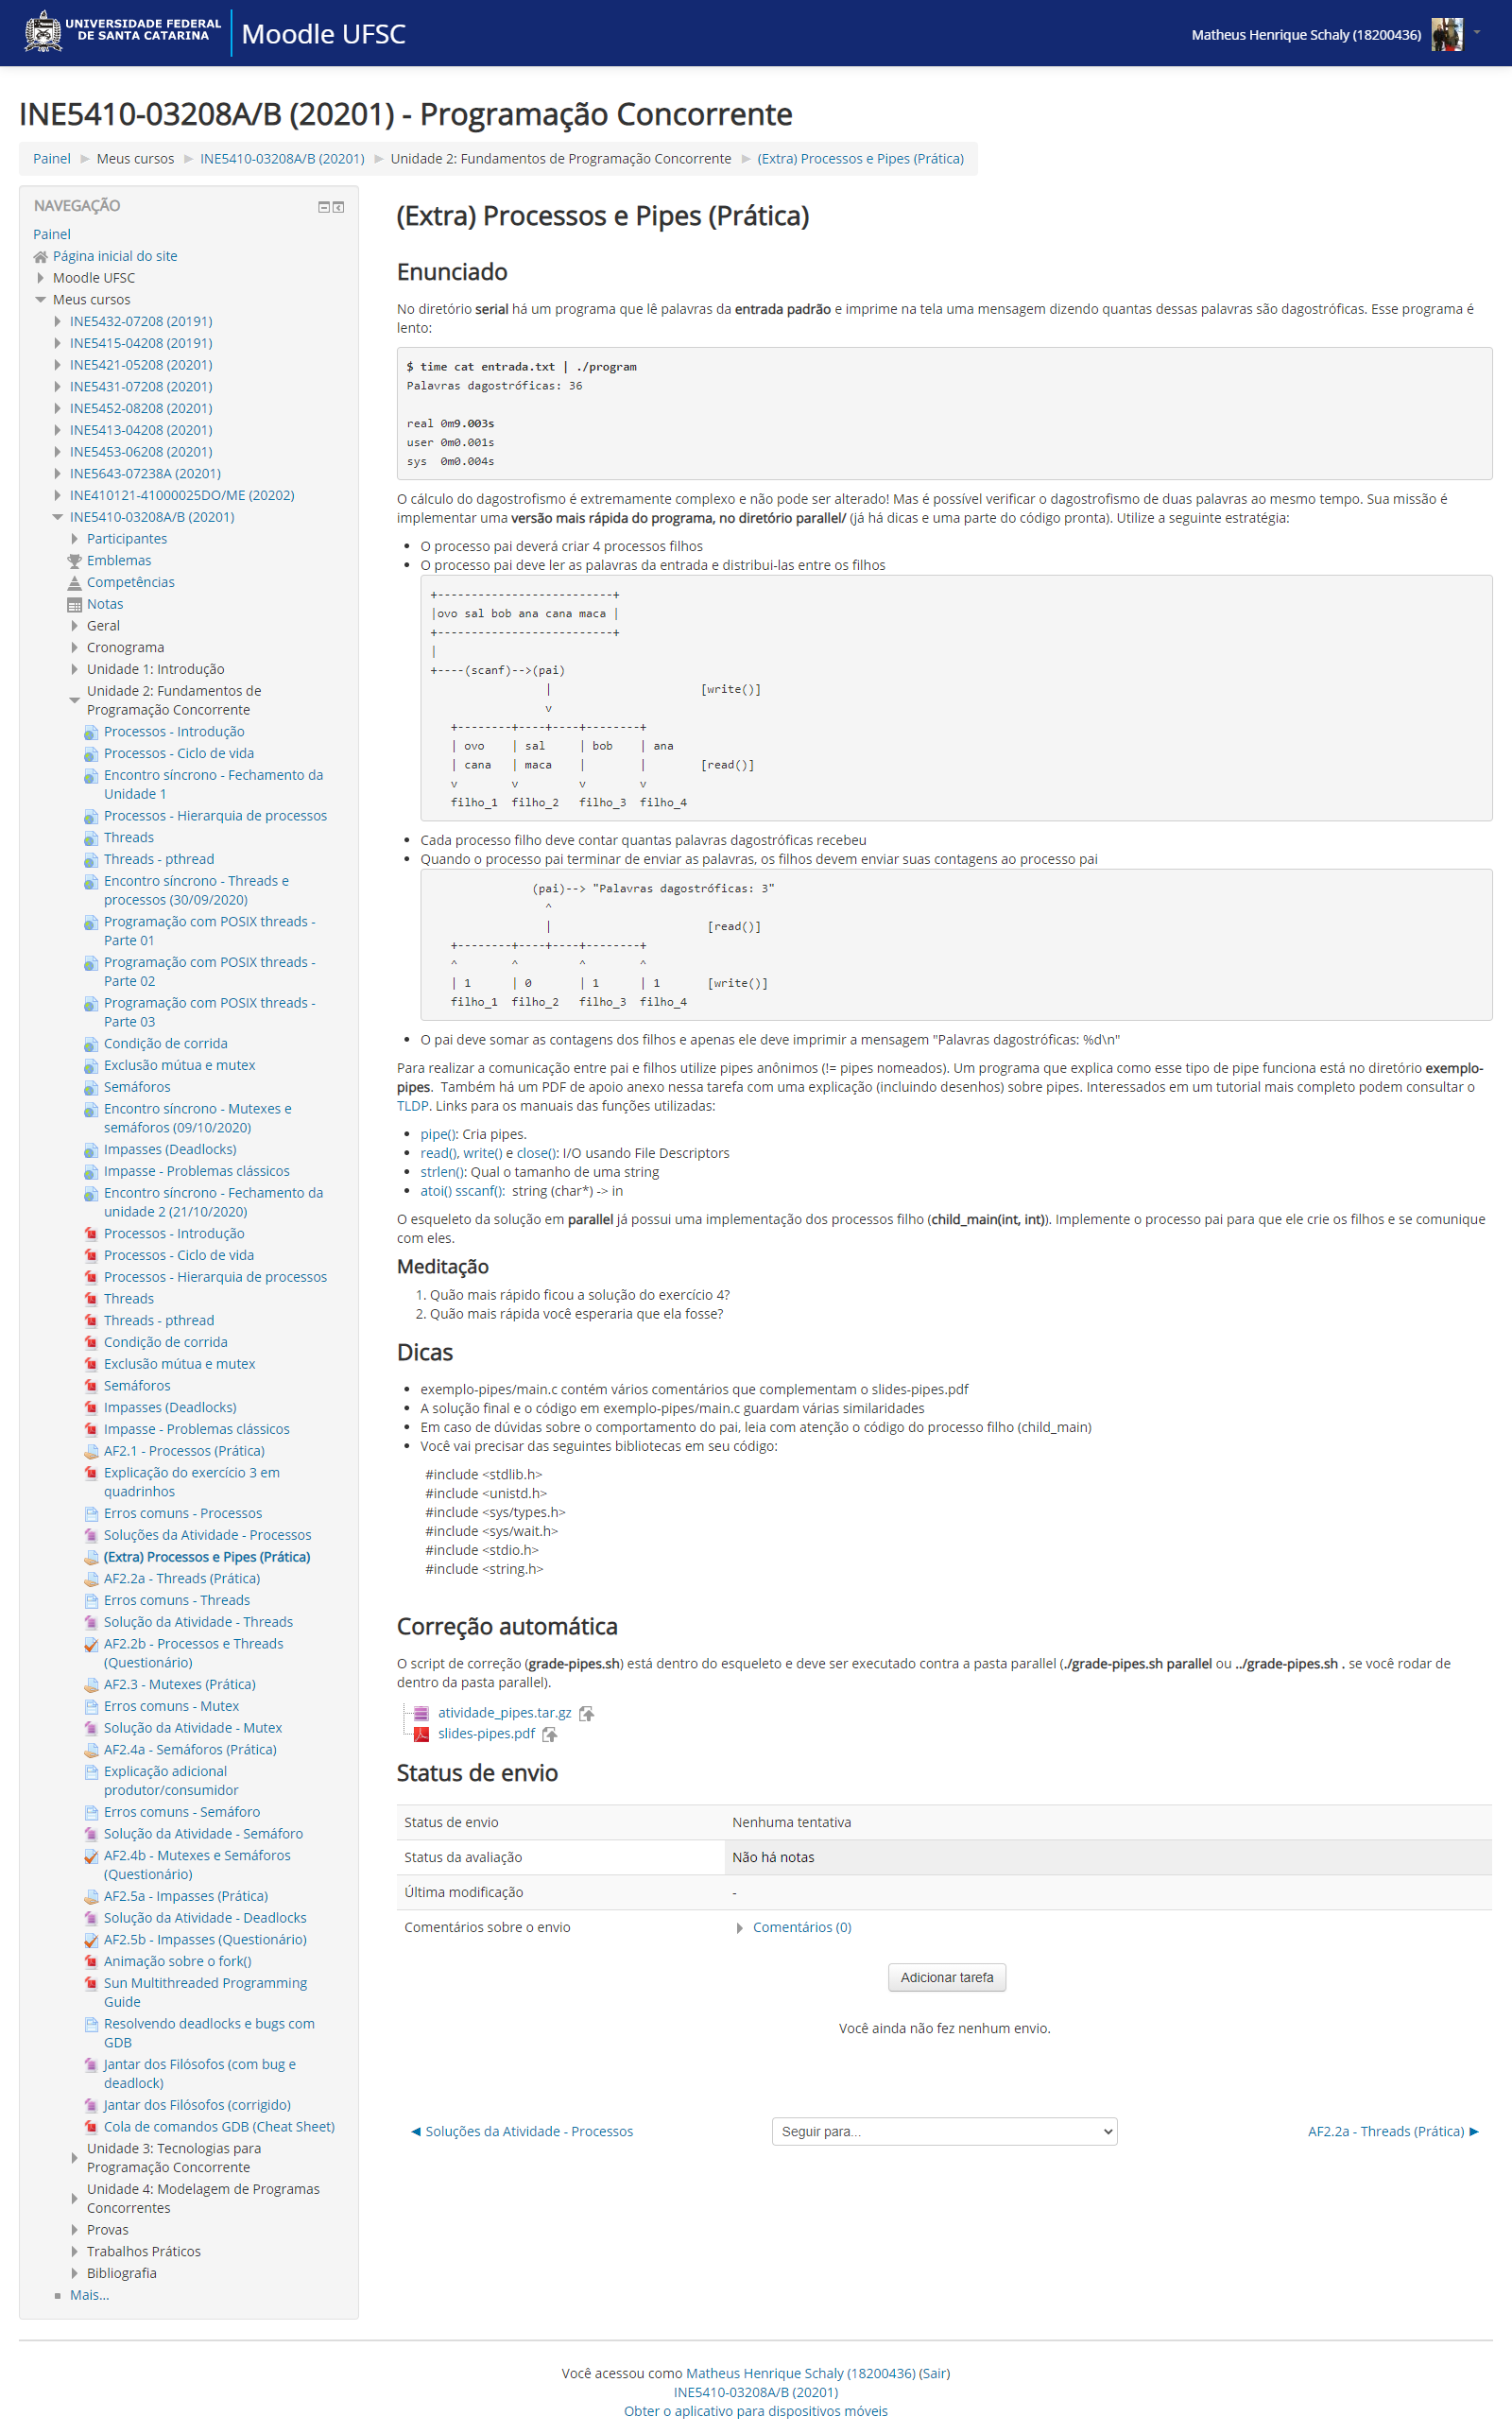 UNIVERSIDADE FEDERAL
DE SANTA CATARINA
Moodle UFSC
Matheus Henrique Schaly (18200436)
INE5410-03208A/B (20201) - Programação Concorrente
Painel ► Meus cursos ► INE5410-03208A/B (20201) ► Unidade 2: Fundamentos de Programação Concorrente ► (Extra) Processos e Pipes (Prática)
NAVEGAÇÃO
Painel
Página inicial do site
Moodle UFSC
Meus cursos
INE5432-07208 (20191)
INE5415-04208 (20191)
INE5421-05208 (20201)
INE5431-07208 (20201)
INE5452-08208 (20201)
INE5413-04208 (20201)
INE5453-06208 (20201)
INE5643-07238A (20201)
INE410121-41000025DO/ME (20202)
INE5410-03208A/B (20201)
Participantes
Emblemas
Competências
Notas
Geral
Cronograma
Unidade 1: Introdução
Unidade 2: Fundamentos de
Programação Concorrente
Processos - Introdução
Processos - Ciclo de vida
Encontro síncrono - Fechamento da
Unidade 1
Processos - Hierarquia de processos
Threads
Threads - pthread
Encontro síncrono - Threads e
processos (30/09/2020)
Programação com POSIX threads -
Parte 01
Programação com POSIX threads -
Parte 02
Programação com POSIX threads -
Parte 03
Condição de corrida
Exclusão mútua e mutex
Semáforos
Encontro síncrono - Mutexes e
semáforos (09/10/2020)
Impasses (Deadlocks)
Impasse - Problemas clássicos
Encontro síncrono - Fechamento da
unidade 2 (21/10/2020)
Processos - Introdução
Processos - Ciclo de vida
Processos - Hierarquia de processos
Threads
Threads - pthread
Condição de corrida
Exclusão mútua e mutex
Semáforos
Impasses (Deadlocks)
Impasse - Problemas clássicos
AF2.1 - Processos (Prática)
Explicação do exercício 3 em
quadrinhos
Erros comuns - Processos
Soluções da Atividade - Processos
(Extra) Processos e Pipes (Prática)
AF2.2a - Threads (Prática)
Erros comuns - Threads
Solução da Atividade - Threads
AF2.2b - Processos e Threads
(Questionário)
AF2.3 - Mutexes (Prática)
Erros comuns - Mutex
Solução da Atividade - Mutex
AF2.4a - Semáforos (Prática)
Explicação adicional
produtor/consumidor
Erros comuns - Semáforo
Solução da Atividade - Semáforo
AF2.4b - Mutexes e Semáforos
(Questionário)
AF2.5a - Impasses (Prática)
Solução da Atividade - Deadlocks
AF2.5b - Impasses (Questionário)
Animação sobre o fork()
Sun Multithreaded Programming
Guide
Resolvendo deadlocks e bugs com
GDB
Jantar dos Filósofos (com bug e
deadlock)
Jantar dos Filósofos (corrigido)
Cola de comandos GDB (Cheat Sheet)
Unidade 3: Tecnologias para
Programação Concorrente
Unidade 4: Modelagem de Programas
Concorrentes
Provas
Trabalhos Práticos
Bibliografia
Mais...
(Extra) Processos e Pipes (Prática)
Enunciado
No diretório serial há um programa que lê palavras da entrada padrão e imprime na tela uma mensagem dizendo quantas dessas palavras são dagostróficas. Esse programa é
lento:
$ time cat entrada.txt | ./program
Palavras dagostróficas: 36
real 0m9.003s
user 0m0.001s
sys  0m0.004s
O cálculo do dagostrofismo é extremamente complexo e não pode ser alterado! Mas é possível verificar o dagostrofismo de duas palavras ao mesmo tempo. Sua missão é
implementar uma versão mais rápida do programa, no diretório parallel/ (já há dicas e uma parte do código pronta). Utilize a seguinte estratégia:
• O processo pai deverá criar 4 processos filhos
• O processo pai deve ler as palavras da entrada e distribui-las entre os filhos
+--------------------------+
|ovo sal bob ana cana maca |
+--------------------------+
|
+----(scanf)-->(pai)
                 |                      [write()]
                 v
   +--------+----+----+--------+
   | ovo    | sal     | bob    | ana
   | cana   | maca    |        |        [read()]
   v        v         v        v
   filho_1  filho_2   filho_3  filho_4
• Cada processo filho deve contar quantas palavras dagostróficas recebeu
• Quando o processo pai terminar de enviar as palavras, os filhos devem enviar suas contagens ao processo pai
               (pai)--> "Palavras dagostróficas: 3"
                 ^
                 |                       [read()]
   +--------+----+----+--------+
   ^        ^         ^        ^
   | 1      | 0       | 1      | 1       [write()]
   filho_1  filho_2   filho_3  filho_4
• O pai deve somar as contagens dos filhos e apenas ele deve imprimir a mensagem "Palavras dagostróficas: %d\n"
Para realizar a comunicação entre pai e filhos utilize pipes anônimos (!= pipes nomeados). Um programa que explica como esse tipo de pipe funciona está no diretório exemplo-
pipes.  Também há um PDF de apoio anexo nessa tarefa com uma explicação (incluindo desenhos) sobre pipes. Interessados em um tutorial mais completo podem consultar o
TLDP. Links para os manuais das funções utilizadas:
• pipe(): Cria pipes.
• read(), write() e close(): I/O usando File Descriptors
• strlen(): Qual o tamanho de uma string
• atoi() sscanf():  string (char*) -> in
O esqueleto da solução em parallel já possui uma implementação dos processos filho (child_main(int, int)). Implemente o processo pai para que ele crie os filhos e se comunique
com eles.
Meditação
1. Quão mais rápido ficou a solução do exercício 4?
2. Quão mais rápida você esperaria que ela fosse?
Dicas
• exemplo-pipes/main.c contém vários comentários que complementam o slides-pipes.pdf
• A solução final e o código em exemplo-pipes/main.c guardam várias similaridades
• Em caso de dúvidas sobre o comportamento do pai, leia com atenção o código do processo filho (child_main)
• Você vai precisar das seguintes bibliotecas em seu código:
#include <stdlib.h>
#include <unistd.h>
#include <sys/types.h>
#include <sys/wait.h>
#include <stdio.h>
#include <string.h>
Correção automática
O script de correção (grade-pipes.sh) está dentro do esqueleto e deve ser executado contra a pasta parallel (./grade-pipes.sh parallel ou ../grade-pipes.sh . se você rodar de
dentro da pasta parallel).
atividade_pipes.tar.gz
slides-pipes.pdf
Status de envio
Status de envio Nenhuma tentativa
Status da avaliação Não há notas
Última modificação -
Comentários sobre o envio Comentários (0)
Adicionar tarefa
Você ainda não fez nenhum envio.
◄ Soluções da Atividade - Processos Seguir para... AF2.2a - Threads (Prática) ►
Você acessou como Matheus Henrique Schaly (18200436) (Sair)
INE5410-03208A/B (20201)
Obter o aplicativo para dispositivos móveis